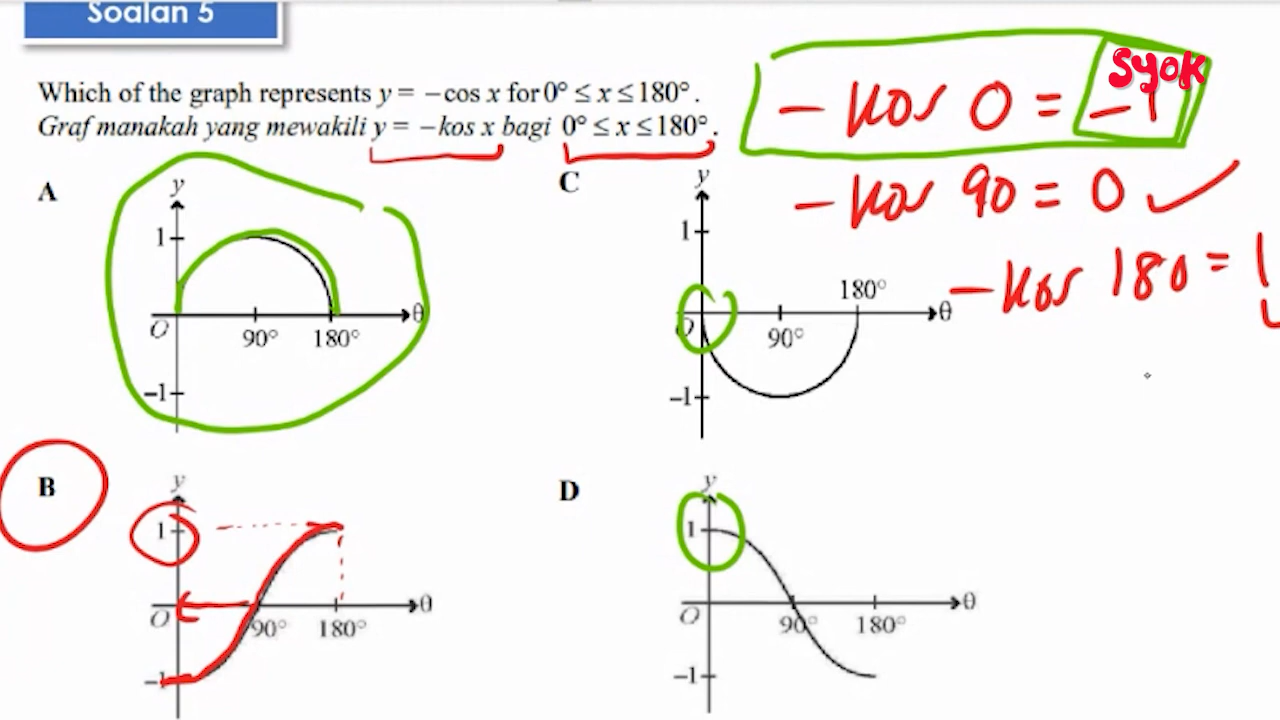 Soalan 5
Which of the graph represents y = −cos x for 0° ≤ x ≤ 180°.
Graf manakah yang mewakili y = −kos x bagi 0° ≤ x ≤ 180°.
syok
− kos 0 = −1
− kos 90 = 0 ✓
− kos 180 = 1
A
y
1
O
90°
180°
θ
−1
C
y
1
O
90°
180°
θ
−1
B
y
1
O
90°
180°
θ
−1
D
y
1
O
90°
180°
θ
−1